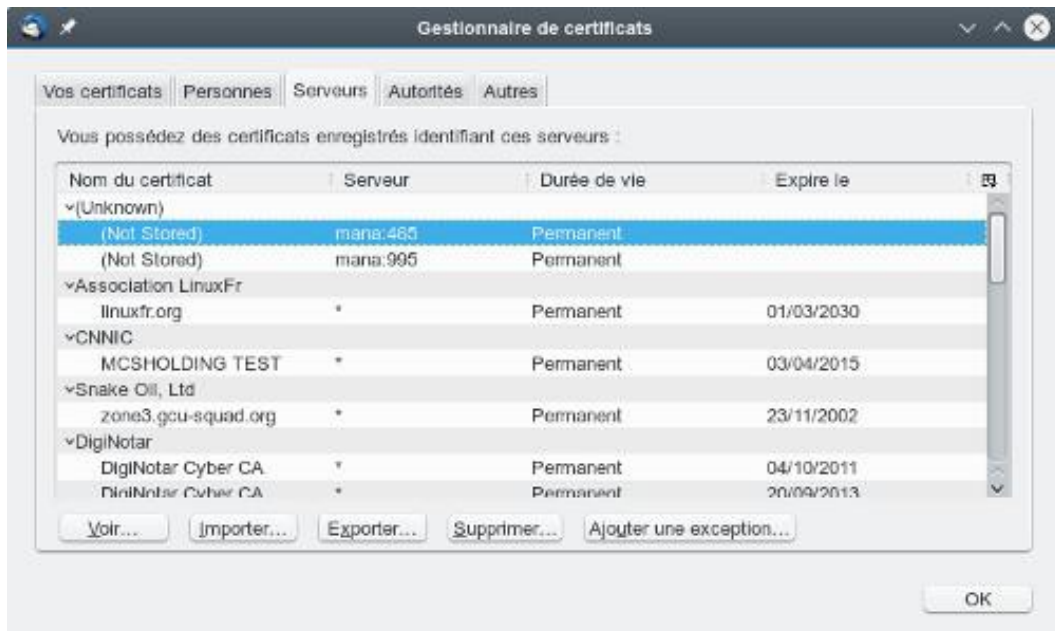 Gestionnaire de certificats
Vos certificats Personnes Serveurs Autorités Autres
Vous possédez des certificats enregistrés identifiant ces serveurs :
Nom du certificat Serveur Durée de vie Expire le
(Unknown)
(Not Stored) mana:465 Permanent
(Not Stored) mana:995 Permanent
Association LinuxFr
linuxfr.org * Permanent 01/03/2030
CNNIC
MCSHOLDING TEST * Permanent 03/04/2015
Snake Oil, Ltd
zone3.gcu-squad.org * Permanent 23/11/2002
DigiNotar
DigiNotar Cyber CA * Permanent 04/10/2011
DigiNotar Cyber CA * Permanent 20/09/2013
Voir... Importer... Exporter... Supprimer... Ajouter une exception...
OK